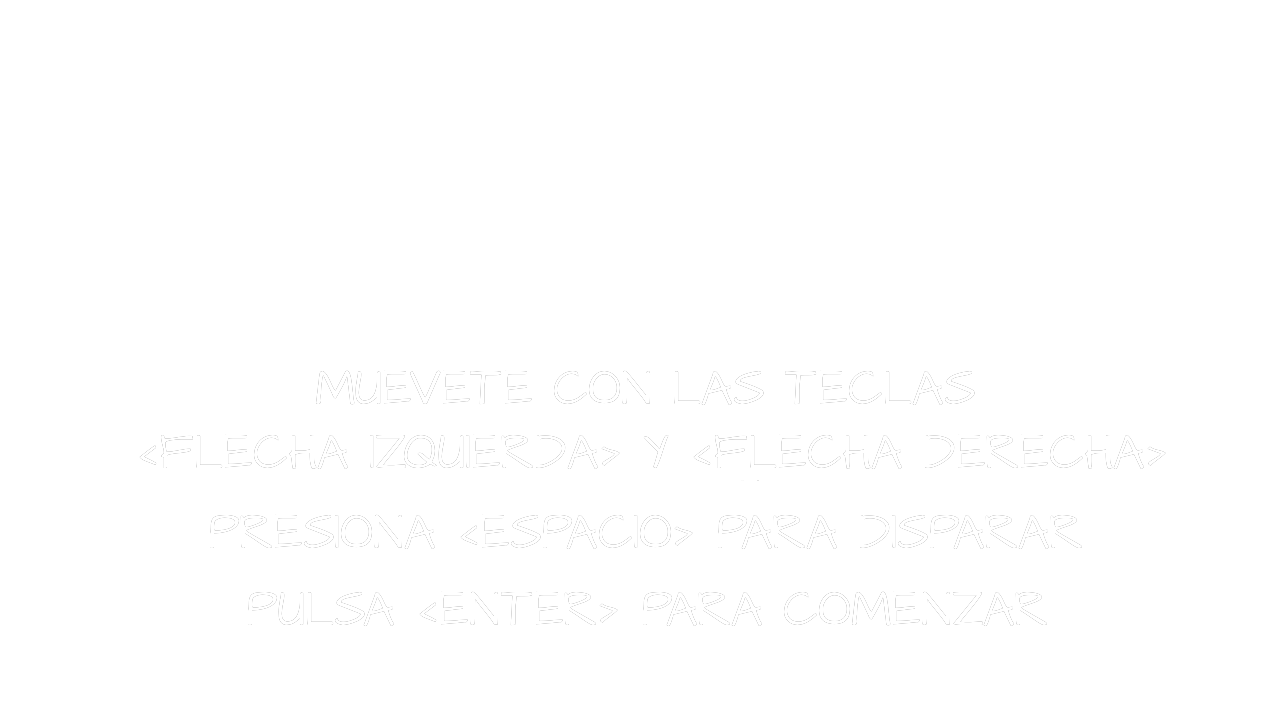 MUEVETE CON LAS TECLAS
<FLECHA IZQUIERDA> Y <FLECHA DERECHA>
PRESIONA <ESPACIO> PARA DISPARAR
PULSA <ENTER> PARA COMENZAR